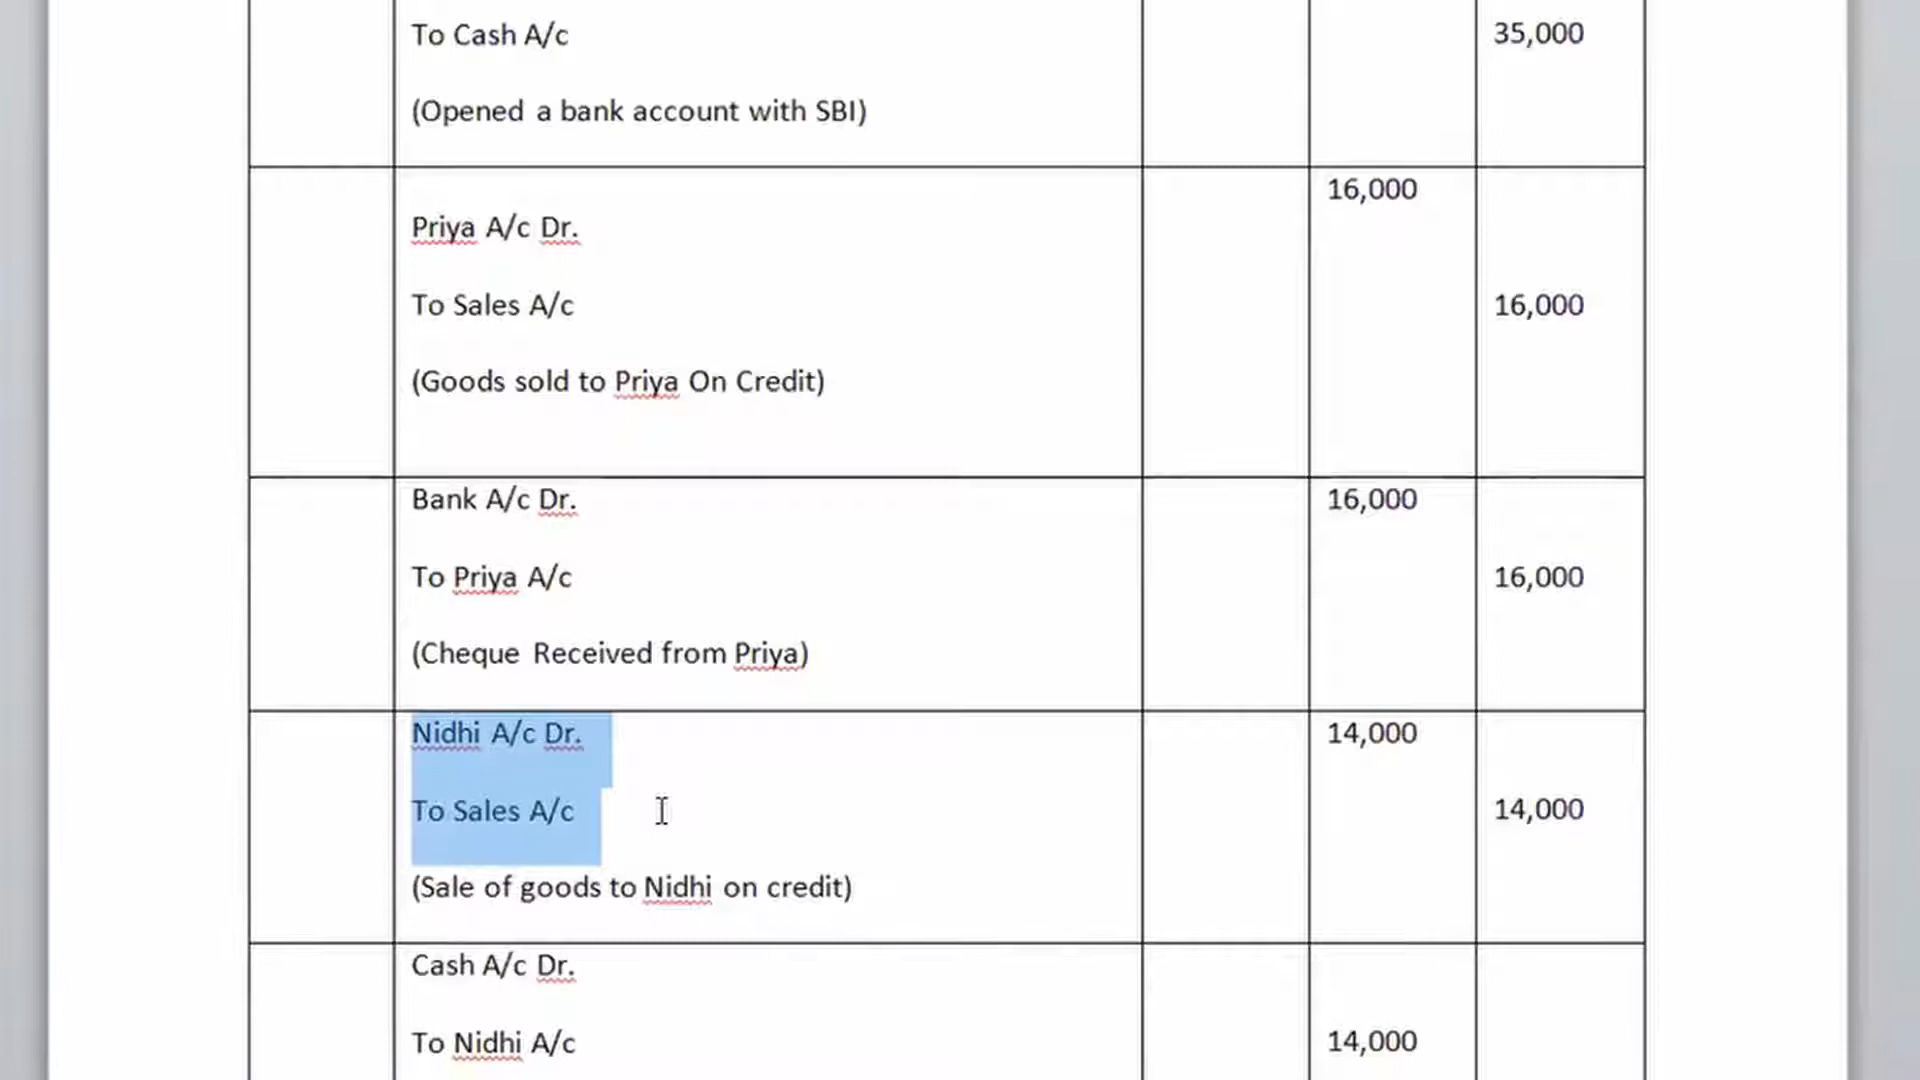 To Cash A/c 35,000
(Opened a bank account with SBI)
16,000
Priya A/c Dr.
To Sales A/c 16,000
(Goods sold to Priya On Credit)
Bank A/c Dr. 16,000
To Priya A/c 16,000
(Cheque Received from Priya)
Nidhi A/c Dr. 14,000
To Sales A/c 14,000
(Sale of goods to Nidhi on credit)
Cash A/c Dr.
To Nidhi A/c 14,000